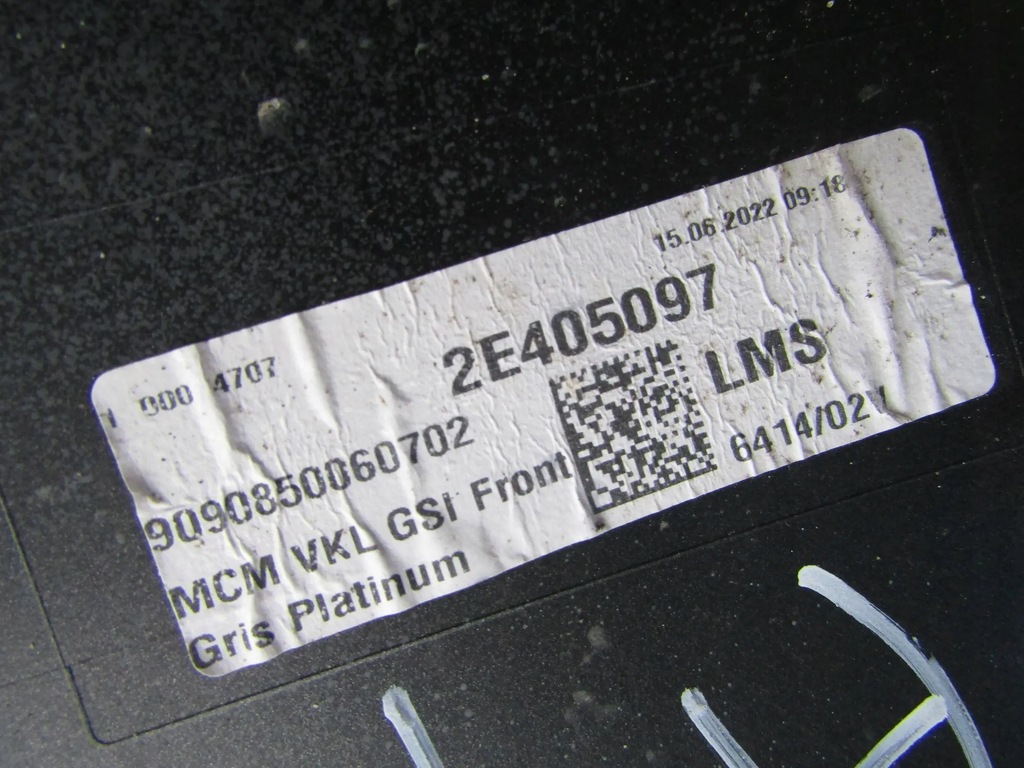 15.06.2022 09:18
000 4707
2E405097
LMS
9090850060702
6414/02
MCM VKL GSI Front
Gris Platinum